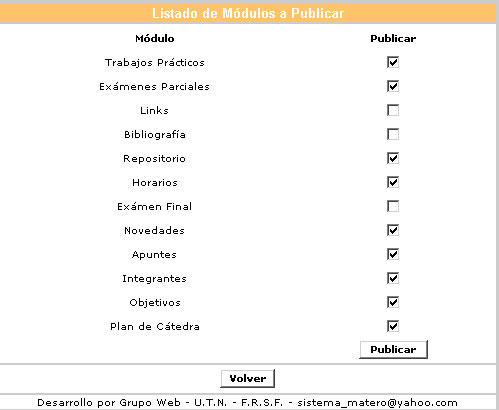 Listado de Módulos a Publicar
Módulo Publicar
Trabajos Prácticos
Exámenes Parciales
Links
Bibliografía
Repositorio
Horarios
Exámen Final
Novedades
Apuntes
Integrantes
Objetivos
Plan de Cátedra
Publicar
Volver
Desarrollo por Grupo Web - U.T.N. - F.R.S.F. - sistema_matero@yahoo.com